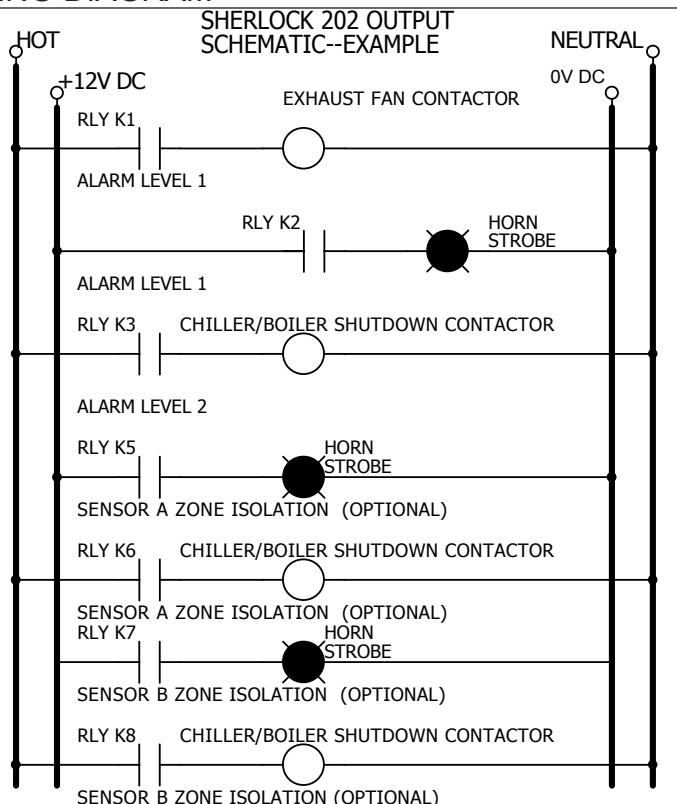 SHERLOCK 202 OUTPUT
SCHEMATIC--EXAMPLE
HOT
NEUTRAL
+12V DC
0V DC
EXHAUST FAN CONTACTOR
RLY K1
ALARM LEVEL 1
RLY K2
HORN
STROBE
ALARM LEVEL 1
RLY K3
CHILLER/BOILER SHUTDOWN CONTACTOR
ALARM LEVEL 2
RLY K5
HORN
STROBE
SENSOR A ZONE ISOLATION (OPTIONAL)
RLY K6
CHILLER/BOILER SHUTDOWN CONTACTOR
SENSOR A ZONE ISOLATION (OPTIONAL)
RLY K7
HORN
STROBE
SENSOR B ZONE ISOLATION (OPTIONAL)
RLY K8
CHILLER/BOILER SHUTDOWN CONTACTOR
SENSOR B ZONE ISOLATION (OPTIONAL)